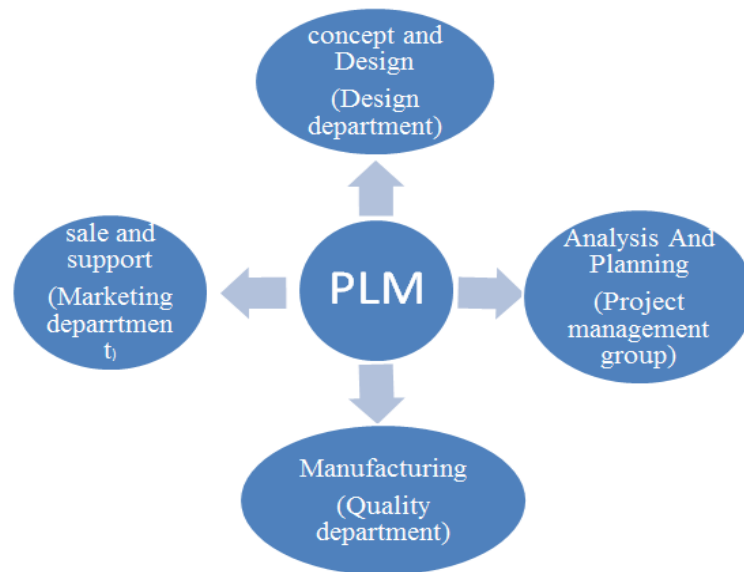 concept and
Design
(Design
department)
sale and
support
(Marketing
deparrtmen
t)
PLM
Analysis And
Planning
(Project
management
group)
Manufacturing
(Quality
department)